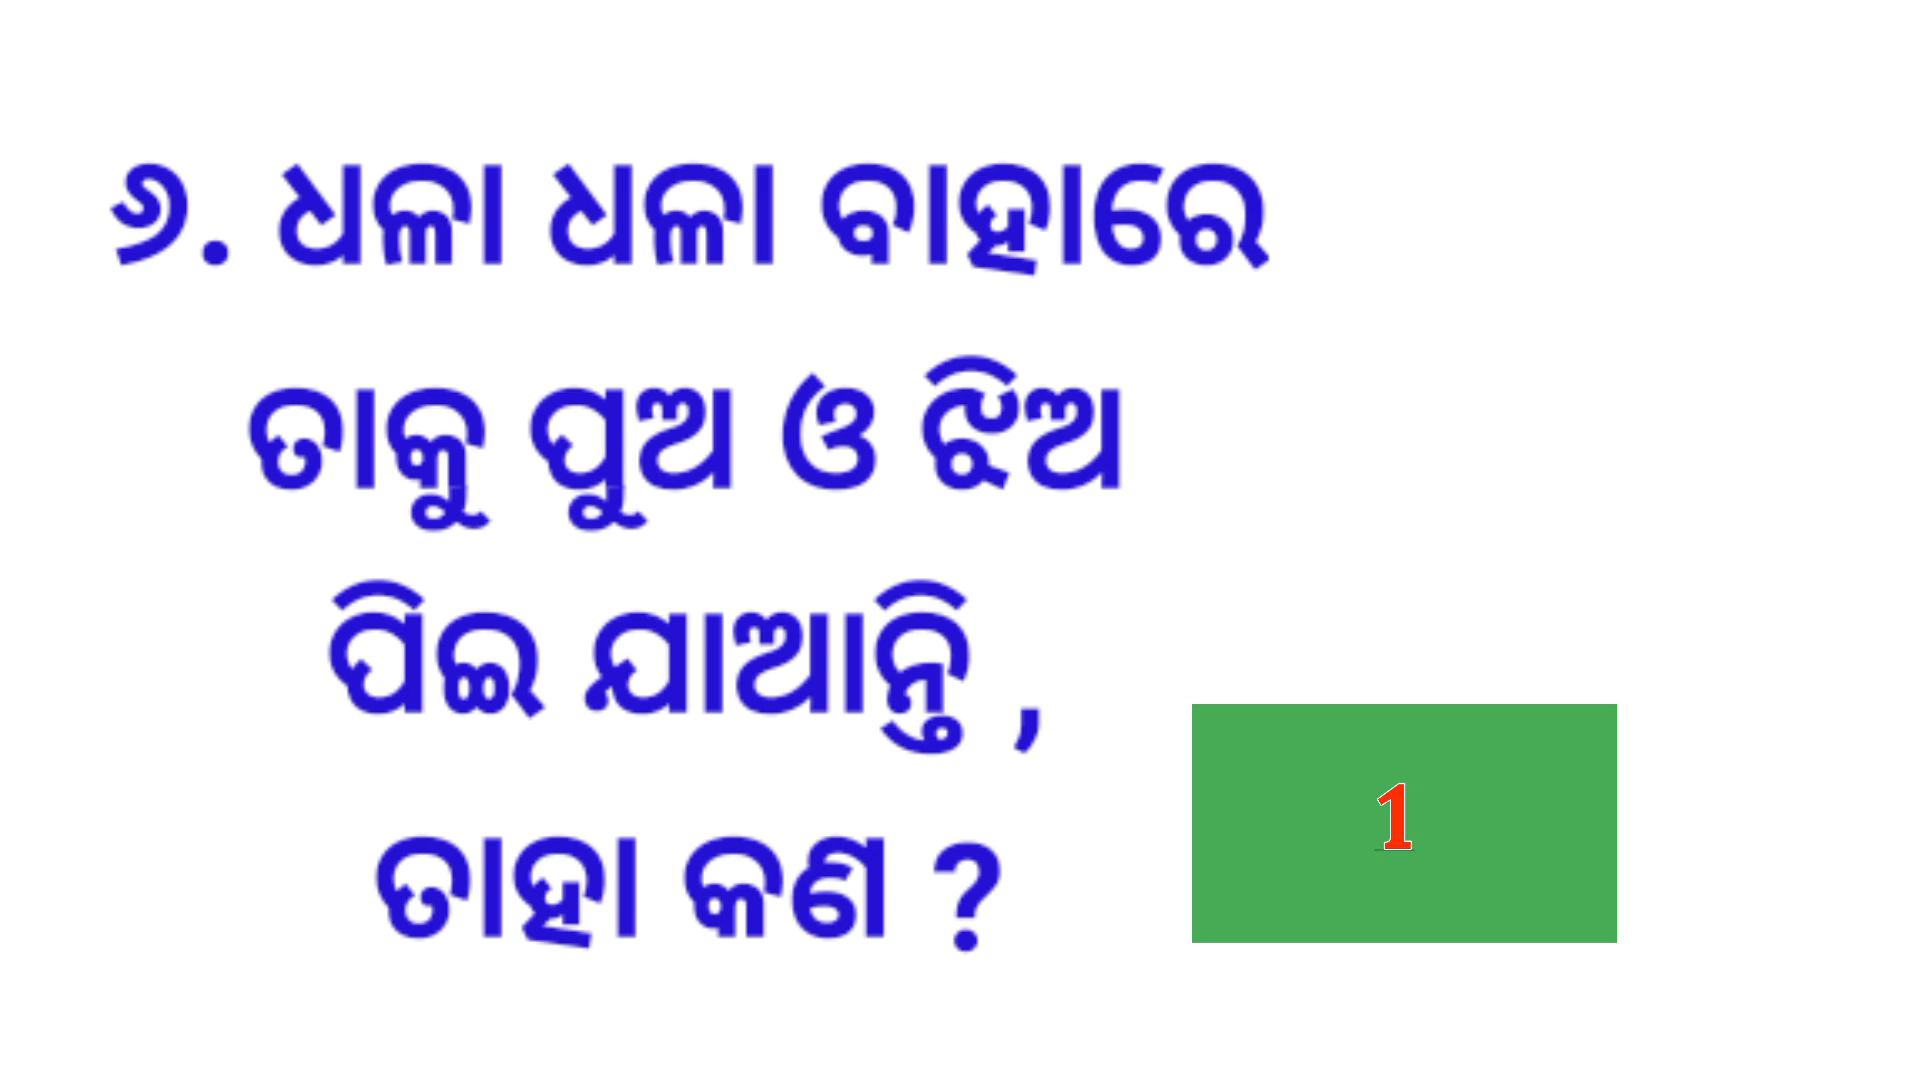 ୬. ଧଳା ଧଳା ବାହାରେ
ତାକୁ ପୁଅ ଓ ଝିଅ
ପିଇ ଯାଆନ୍ତି ,
ତାହା କଣ ?
1